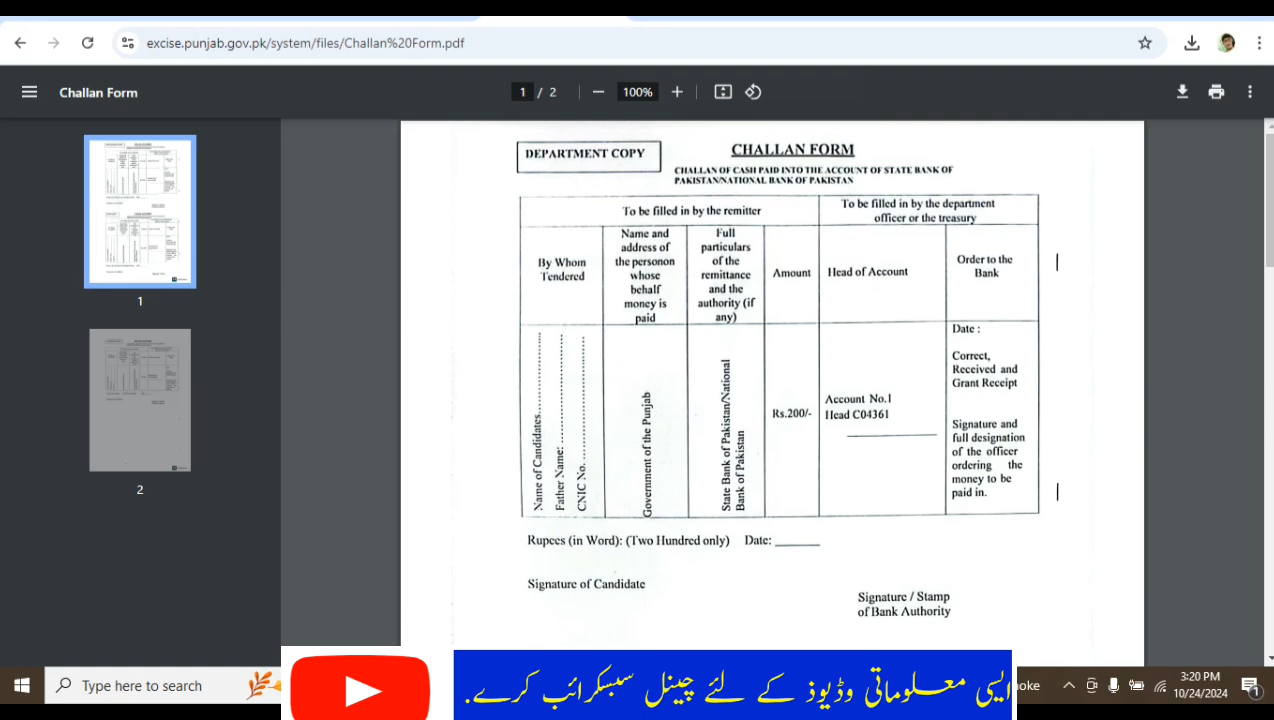 excise.punjab.gov.pk/system/files/Challan%20Form.pdf
Challan Form
1 / 2
100%
1
2
DEPARTMENT COPY
CHALLAN FORM
CHALLAN OF CASH PAID INTO THE ACCOUNT OF STATE BANK OF
PAKISTAN/NATIONAL BANK OF PAKISTAN
To be filled in by the remitter
To be filled in by the department
officer or the treasury
By Whom
Tendered
Name and
address of
the personon
whose
behalf
money is
paid
Full
particulars
of the
remittance
and the
authority (if
any)
Amount
Head of Account
Order to the
Bank
Name of Candidates..............................
Father Name: ..............................
CNIC No. ..............................
Government of the Punjab
State Bank of Pakistan/National
Bank of Pakistan
Rs.200/-
Account No.1
Head C04361
Date :
Correct,
Received and
Grant Receipt
Signature and
full designation
of the officer
ordering the
money to be
paid in.
Rupees (in Word): (Two Hundred only) Date: _______
Signature of Candidate
Signature / Stamp
of Bank Authority
ایسی معلوماتی وڈیوذ کے لئے چینل سبسکرائب کرے.
Type here to search
oke
3:20 PM
10/24/2024
1